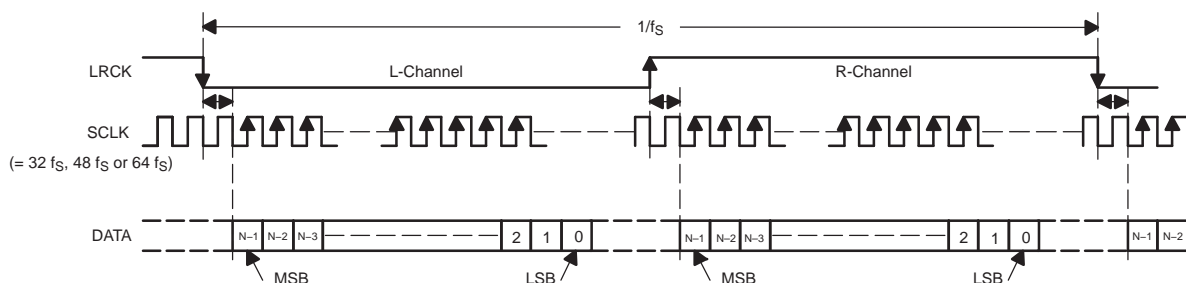 1/fS
LRCK
L-Channel
R-Channel
SCLK
(= 32 fS, 48 fS or 64 fS)
DATA
N–1 N–2 N–3 2 1 0 N–1 N–2 N–3 2 1 0 N–1 N–2
MSB LSB MSB LSB